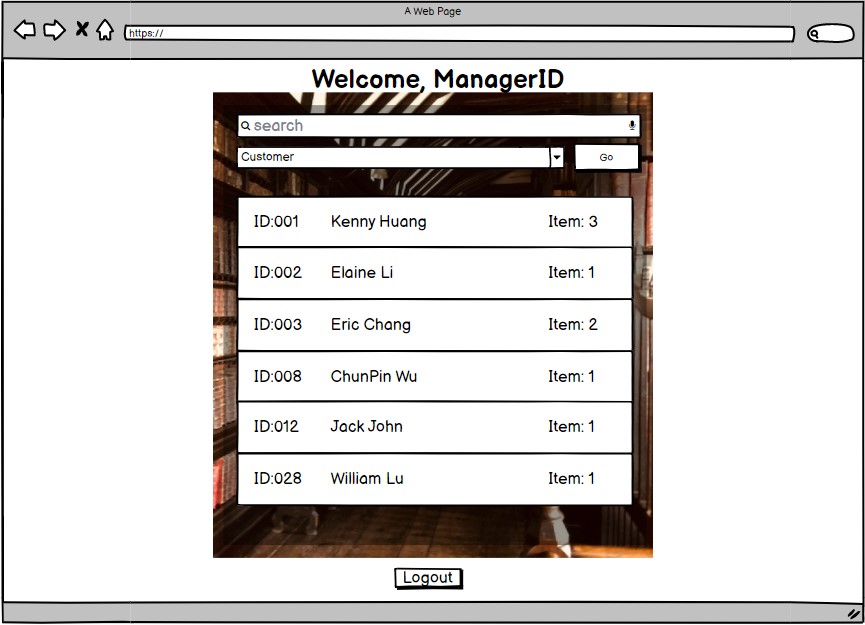 A Web Page
https://
Welcome, ManagerID
search
Customer Go
ID:001 Kenny Huang Item: 3
ID:002 Elaine Li Item: 1
ID:003 Eric Chang Item: 2
ID:008 ChunPin Wu Item: 1
ID:012 Jack John Item: 1
ID:028 William Lu Item: 1
Logout